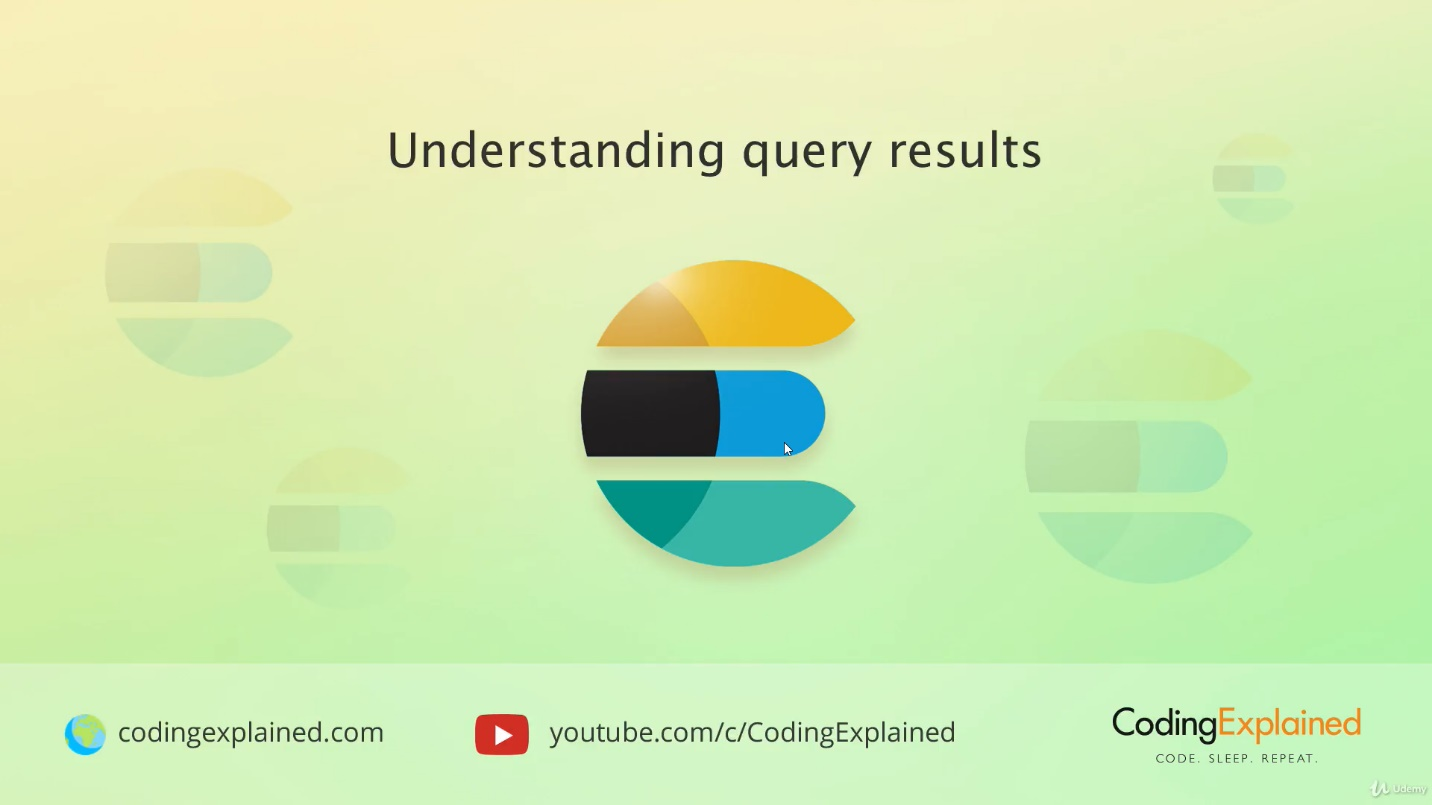 Understanding query results
codingexplained.com
youtube.com/c/CodingExplained
CodingExplained
CODE. SLEEP. REPEAT.
Udemy